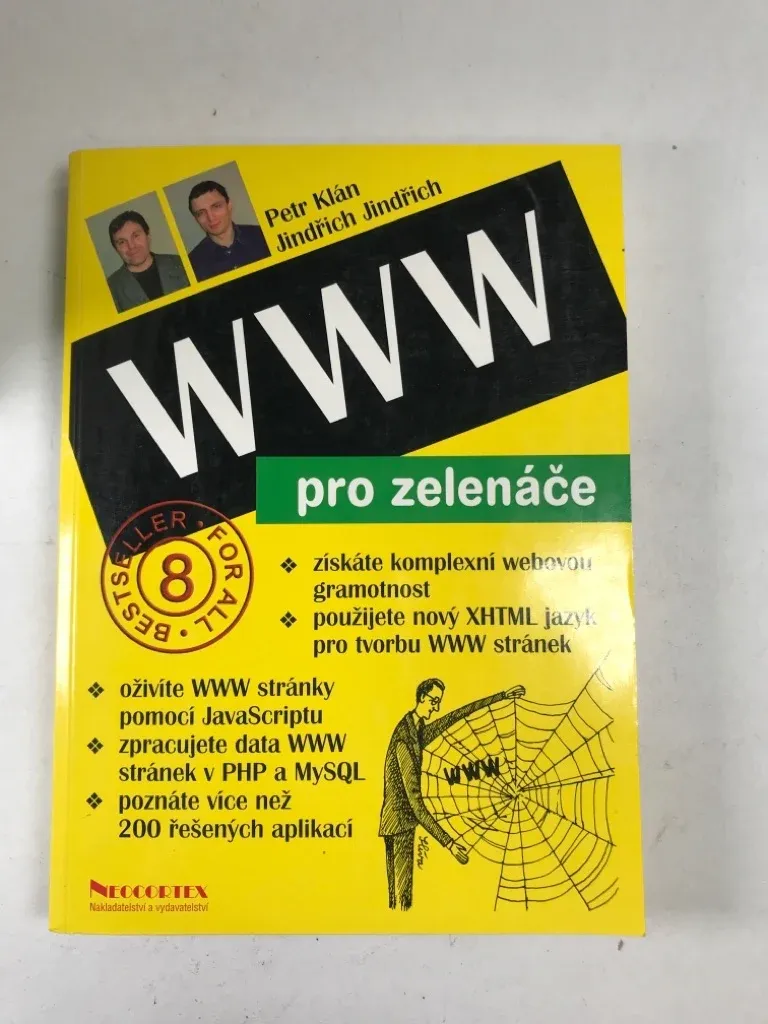 Petr Klán
Jindřich Jindřich
WWW
pro zelenáče
BESTSELLER • FOR ALL •
8
❖ získáte komplexní webovou
gramotnost
❖ použijete nový XHTML jazyk
pro tvorbu WWW stránek
❖ oživíte WWW stránky
pomocí JavaScriptu
❖ zpracujete data WWW
stránek v PHP a MySQL
❖ poznáte více než
200 řešených aplikací
WWW
NEOCORTEX
Nakladatelství a vydavatelství